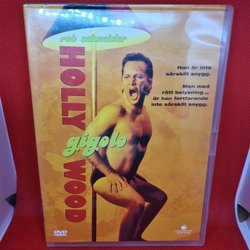 rob schneider
HOLLY
gigolo
WOOD
Han är inte
särskilt snygg.
Men med
rätt belysning ...
är han fortfarande
inte särskilt snygg.
DVD